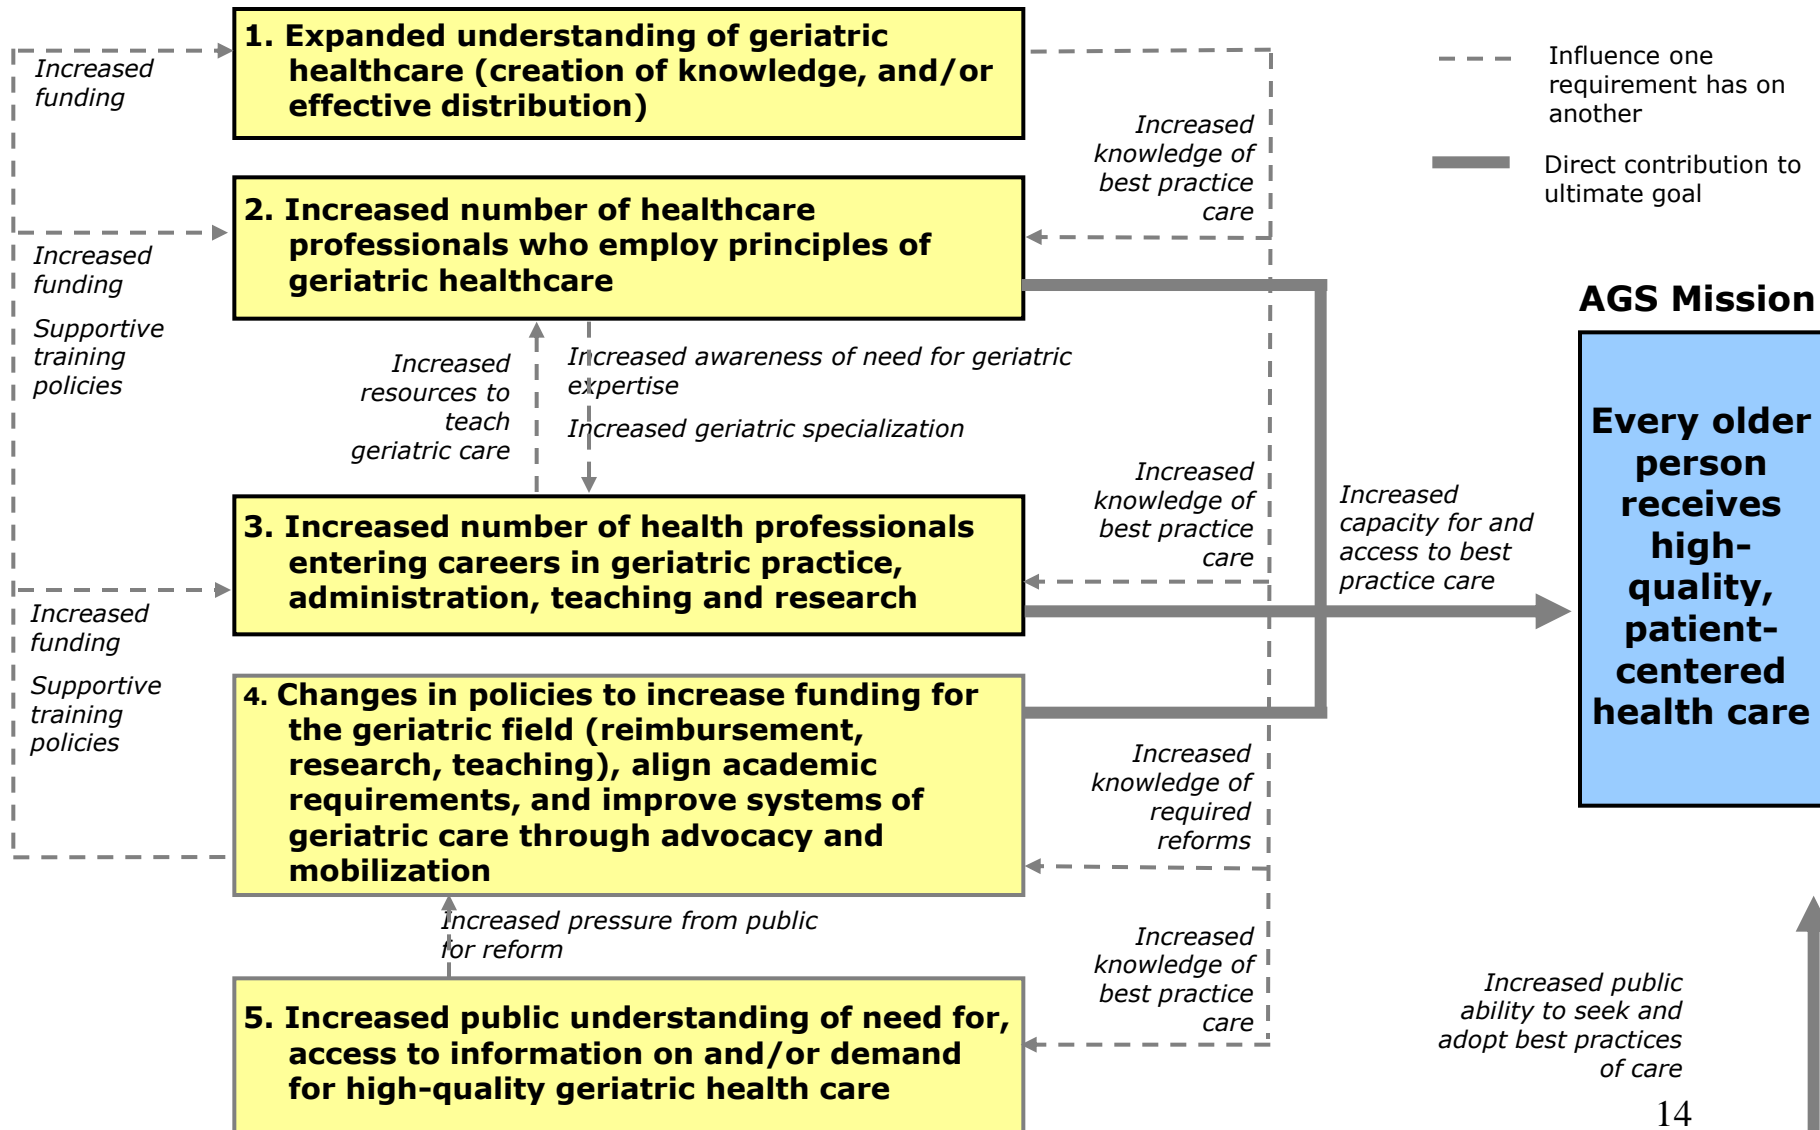 1. Expanded understanding of geriatric
healthcare (creation of knowledge, and/or
effective distribution)
Increased
funding
Influence one
requirement has on
another
Direct contribution to
ultimate goal
Increased
knowledge of
best practice
care
2. Increased number of healthcare
professionals who employ principles of
geriatric healthcare
Increased
funding
Supportive
training
policies
Increased
resources to
teach
geriatric care
Increased awareness of need for geriatric
expertise
Increased geriatric specialization
AGS Mission
Every older
person
receives
high-
quality,
patient-
centered
health care
Increased
knowledge of
best practice
care
Increased
capacity for and
access to best
practice care
3. Increased number of health professionals
entering careers in geriatric practice,
administration, teaching and research
Increased
funding
Supportive
training
policies
4. Changes in policies to increase funding for
the geriatric field (reimbursement,
research, teaching), align academic
requirements, and improve systems of
geriatric care through advocacy and
mobilization
Increased
knowledge of
required
reforms
Increased pressure from public
for reform
Increased
knowledge of
best practice
care
5. Increased public understanding of need for,
access to information on and/or demand
for high-quality geriatric health care
Increased public
ability to seek and
adopt best practices
of care
14